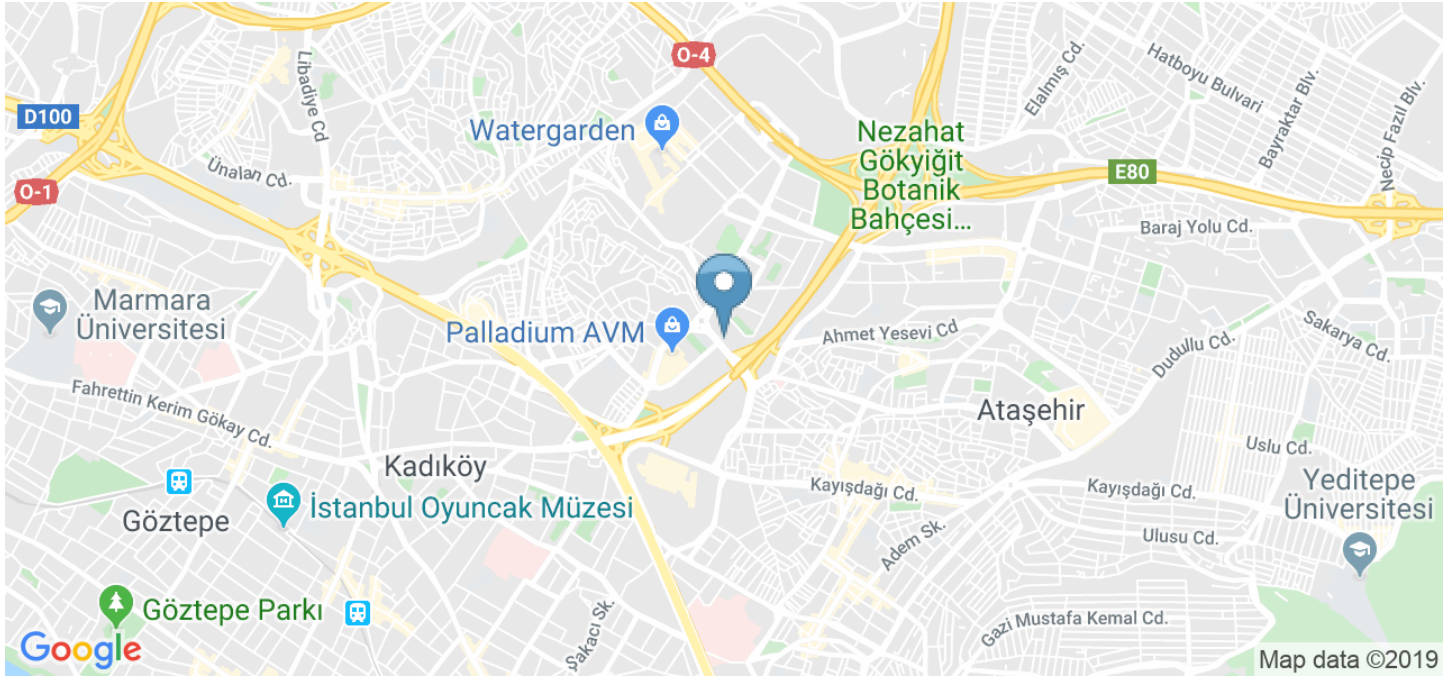 O-4
Elalmış Cd.
Hatboyu Bulvari
Bayraktar Blv.
Necip Fazıl Blv.
Libadiye Cd
D100
Watergarden
Nezahat
Gökyiğit
Botanik
Bahçesi...
Ünalan Cd.
E80
O-1
Baraj Yolu Cd.
Marmara
Üniversitesi
Palladium AVM
Ahmet Yesevi Cd
Dudullu Cd.
Sakarya Cd.
Fahrettin Kerim Gökay Cd.
Ataşehir
Uslu Cd.
Kadıköy
Kayışdağı Cd.
Kayışdağı Cd.
Yeditepe
Üniversitesi
Göztepe
İstanbul Oyuncak Müzesi
Adem Sk.
Ulusu Cd.
Göztepe Parkı
Şakacı Sk.
Gazi Mustafa Kemal Cd.
Google
Map data ©2019